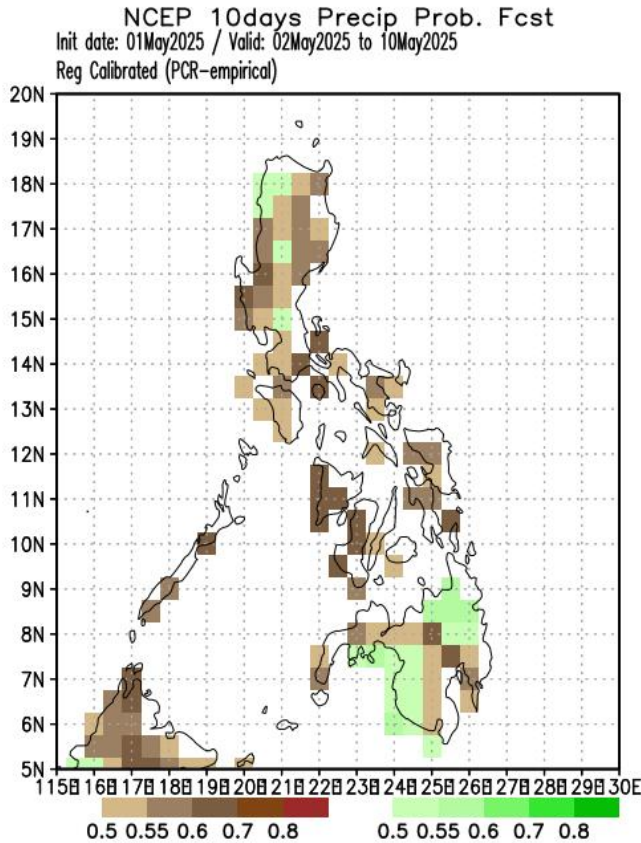 NCEP 10days Precip Prob. Fcst
Init date: 01May2025 / Valid: 02May2025 to 10May2025
Reg Calibrated (PCR-empirical)
20N
19N
18N
17N
16N
15N
14N
13N
12N
11N
10N
9N
8N
7N
6N
5N
115E 116E 117E 118E 119E 120E 121E 122E 123E 124E 125E 126E 127E 128E 129E 130E
0.5 0.55 0.6 0.7 0.8 0.5 0.55 0.6 0.7 0.8